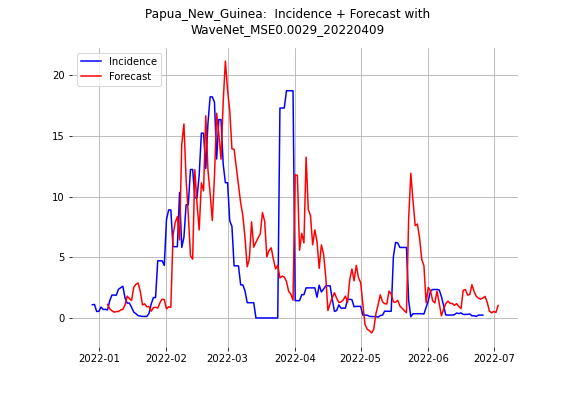 Papua_New_Guinea:  Incidence + Forecast with
WaveNet_MSE0.0029_20220409
Incidence
Forecast
20
15
10
5
0
2022-01 2022-02 2022-03 2022-04 2022-05 2022-06 2022-07